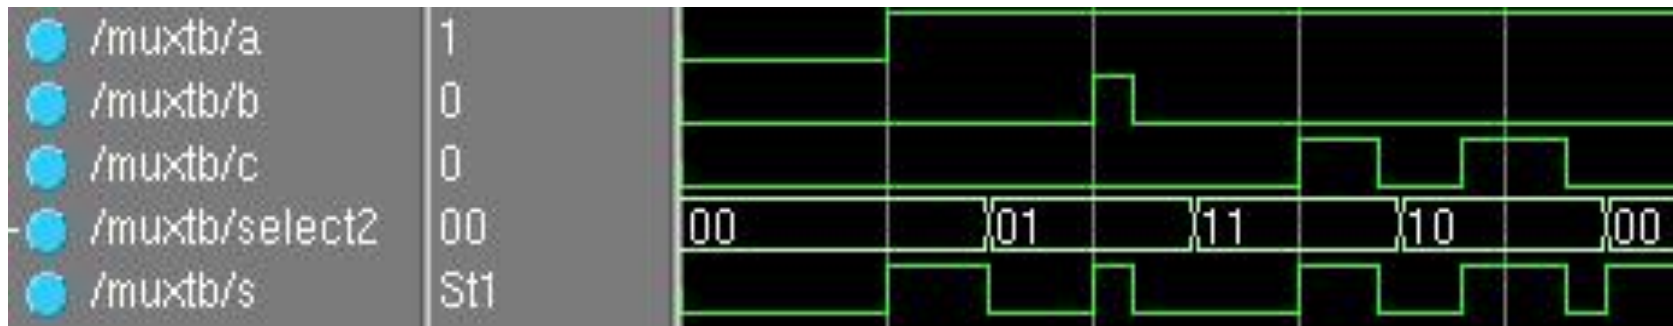 /muxtb/a 1
/muxtb/b 0
/muxtb/c 0
/muxtb/select2 00 00 01 11 10 00
/muxtb/s St1